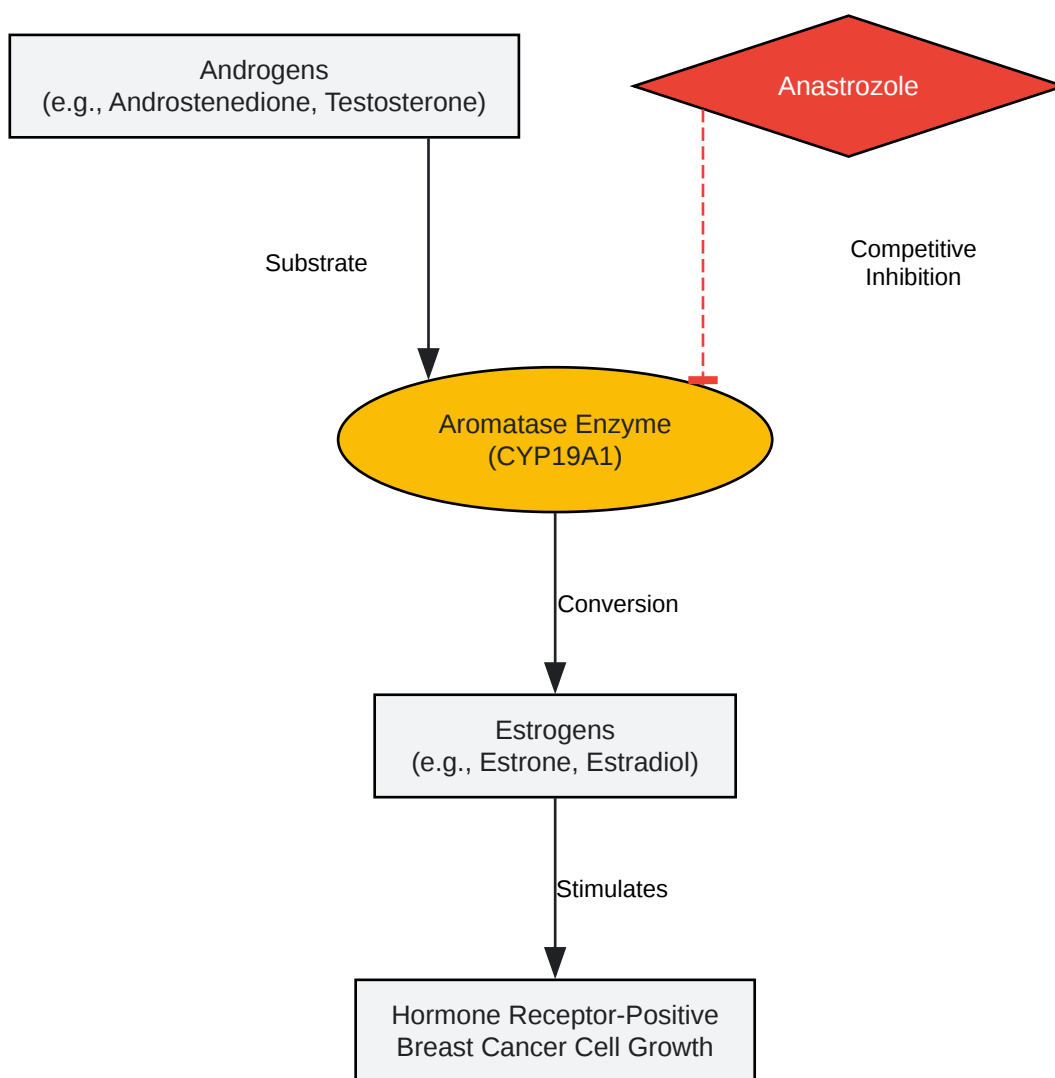 Androgens
(e.g., Androstenedione, Testosterone)
Anastrozole
Substrate
Competitive
Inhibition
Aromatase Enzyme
(CYP19A1)
Conversion
Estrogens
(e.g., Estrone, Estradiol)
Stimulates
Hormone Receptor-Positive
Breast Cancer Cell Growth